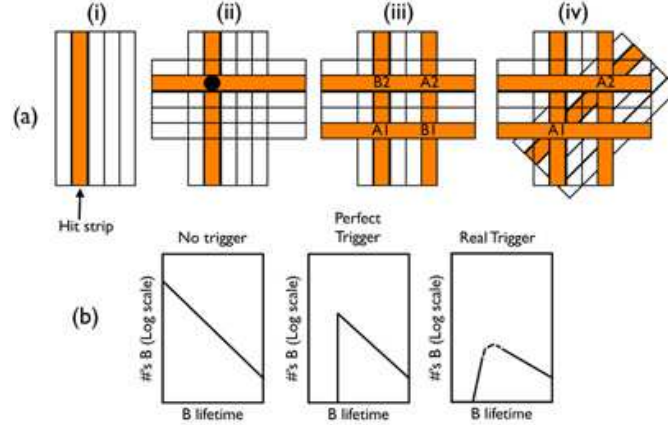 (i)
(ii)
(iii)
(iv)
(a)
B2
A2
A1
B1
A2
A1
Hit strip
No trigger
Perfect
Trigger
Real Trigger
(b)
#'s B (Log scale)
#'s B (Log scale)
#'s B (Log scale)
B lifetime
B lifetime
B lifetime